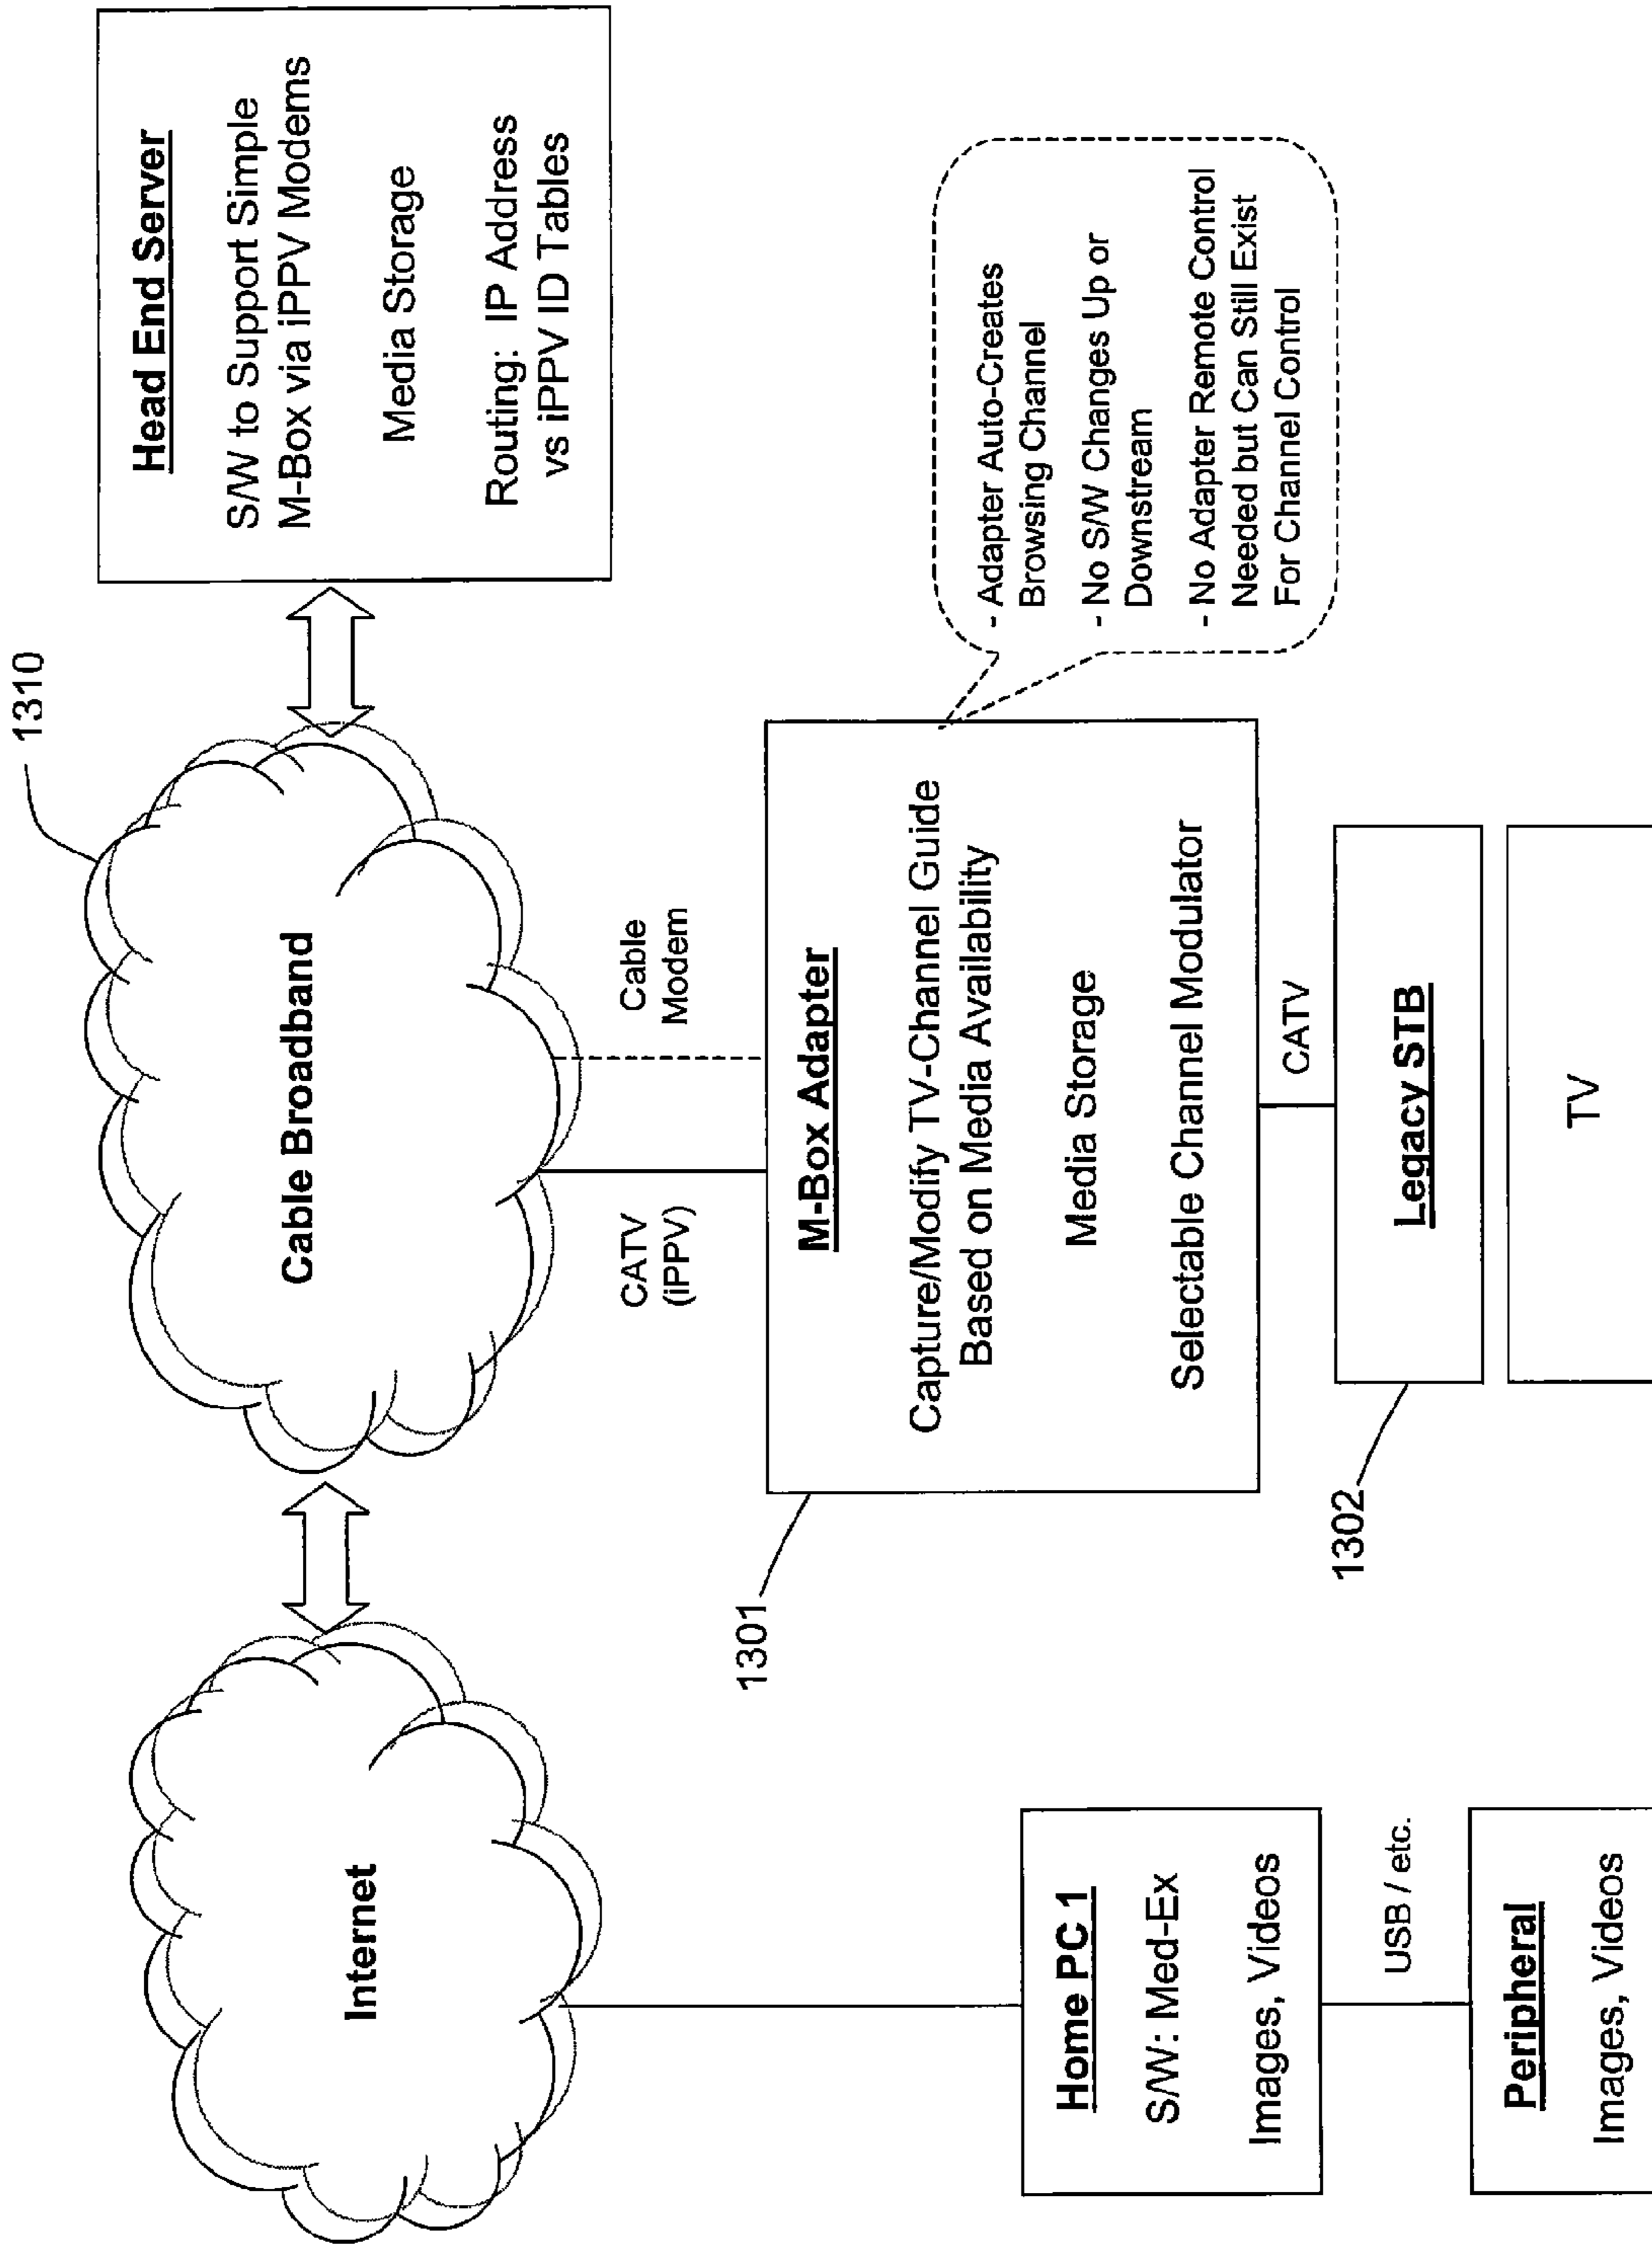 1310
Internet
Cable Broadband
Head End Server
S/W to Support Simple
M-Box via iPPV Modems
Media Storage
Routing:  IP Address
vs iPPV ID Tables
CATV
(iPPV)
Cable
Modem
1301
M-Box Adapter
Capture/Modify TV-Channel Guide
Based on Media Availability
Media Storage
Selectable Channel Modulator
- Adapter Auto-Creates
Browsing Channel
- No S/W Changes Up or
Downstream
- No Adapter Remote Control
Needed but Can Still Exist
For Channel Control
Home PC 1
S/W: Med-Ex
Images, Videos
USB / etc.
Peripheral
Images, Videos
CATV
1302
Legacy STB
TV